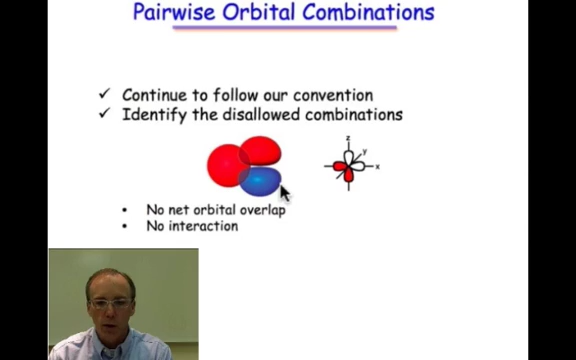 Pairwise Orbital Combinations
✓ Continue to follow our convention
✓ Identify the disallowed combinations
z
y
x
• No net orbital overlap
• No interaction